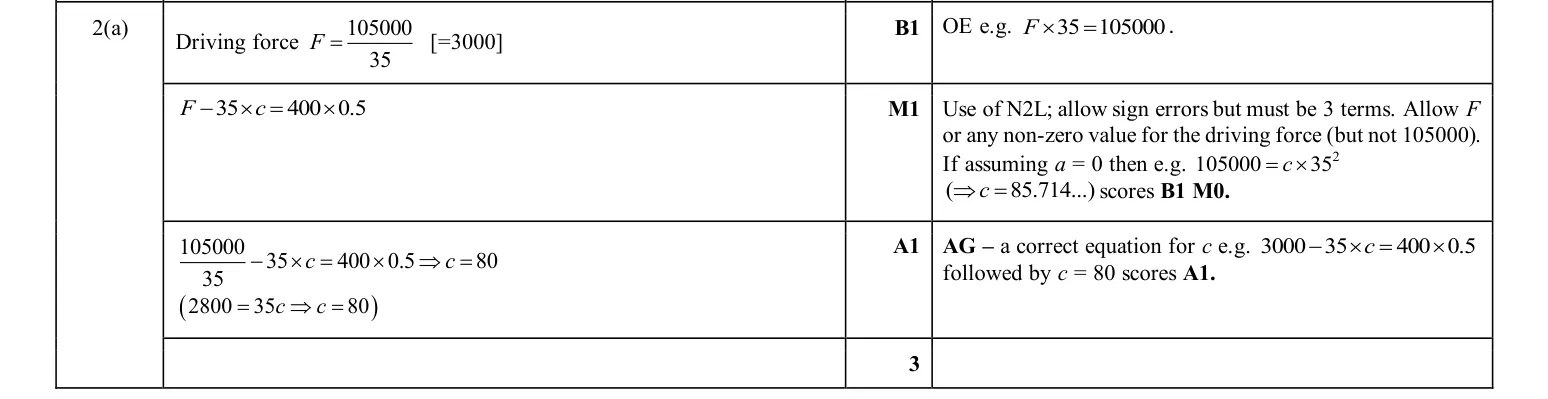 2(a)
Driving force F = 105000/35 [=3000]
B1
OE e.g. F × 35 = 105000.
F − 35 × c = 400 × 0.5
M1
Use of N2L; allow sign errors but must be 3 terms. Allow F
or any non-zero value for the driving force (but not 105000).
If assuming a = 0 then e.g. 105000 = c × 35²
(⇒ c = 85.714...) scores B1 M0.
105000/35 − 35 × c = 400 × 0.5 ⇒ c = 80
(2800 = 35c ⇒ c = 80)
A1
AG – a correct equation for c e.g. 3000 − 35 × c = 400 × 0.5
followed by c = 80 scores A1.
3